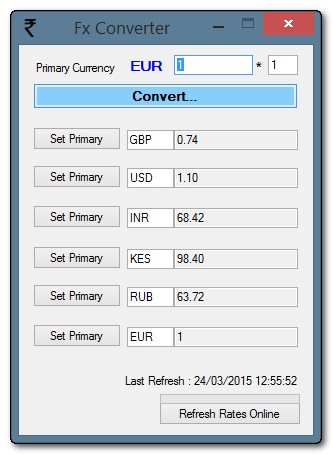 ₹ Fx Converter
Primary Currency EUR 1 * 1
Convert...
Set Primary GBP 0.74
Set Primary USD 1.10
Set Primary INR 68.42
Set Primary KES 98.40
Set Primary RUB 63.72
Set Primary EUR 1
Last Refresh : 24/03/2015 12:55:52
Refresh Rates Online